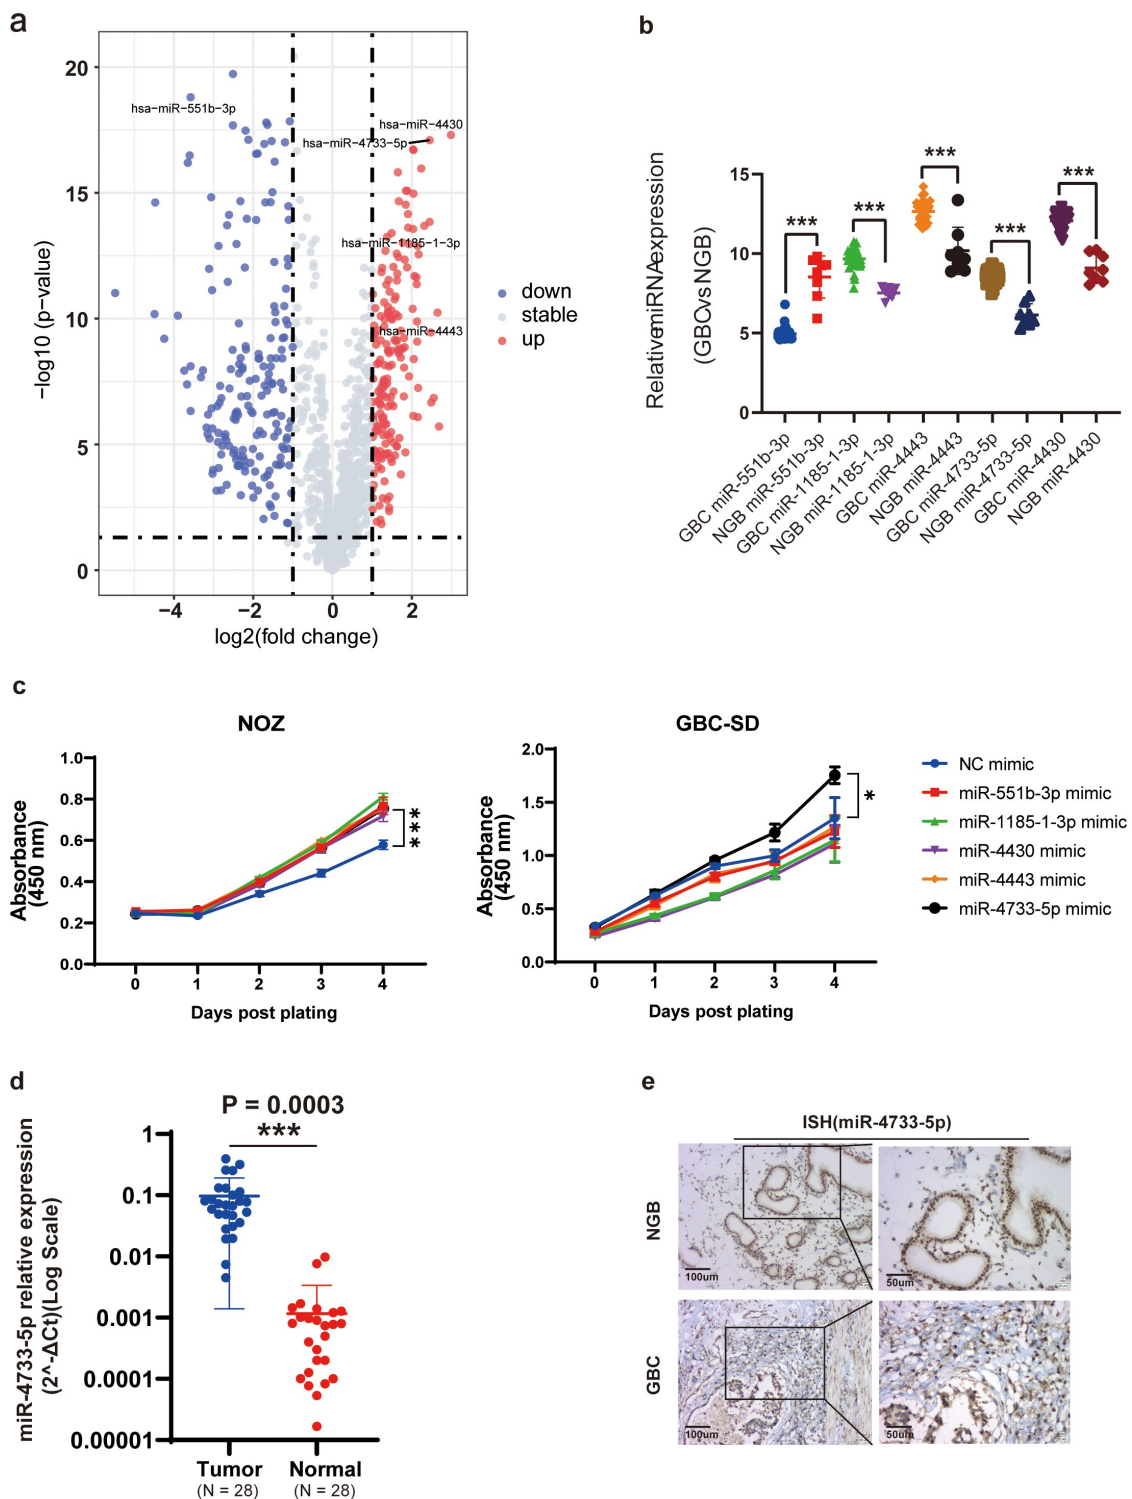 a
20
15
10
5
0
−4
−2
0
2
−log10 (p−value)
log2(fold change)
hsa−miR−551b−3p
hsa−miR−4430
hsa−miR−4733−5p
hsa−miR−1185−1−3p
hsa−miR−4443
down
stable
up
b
Relative miRNA expression
(GBC vs NGB)
15
10
5
0
***
***
***
***
***
GBC miR-551b-3p
NGB miR-551b-3p
GBC miR-1185-1-3p
NGB miR-1185-1-3p
GBC miR-4443
NGB miR-4443
GBC miR-4733-5p
NGB miR-4733-5p
GBC miR-4430
NGB miR-4430
c
NOZ
Absorbance
(450 nm)
1.0
0.8
0.6
0.4
0.2
0.0
0
1
2
3
4
Days post plating
***
GBC-SD
Absorbance
(450 nm)
2.0
1.5
1.0
0.5
0.0
0
1
2
3
4
Days post plating
*
NC mimic
miR-551b-3p mimic
miR-1185-1-3p mimic
miR-4430 mimic
miR-4443 mimic
miR-4733-5p mimic
d
P = 0.0003
***
miR-4733-5p relative expression
(2^-ΔCt)(Log Scale)
1
0.1
0.01
0.001
0.0001
0.00001
Tumor
(N = 28)
Normal
(N = 28)
e
ISH(miR-4733-5p)
NGB
100um
50um
GBC
100um
50um